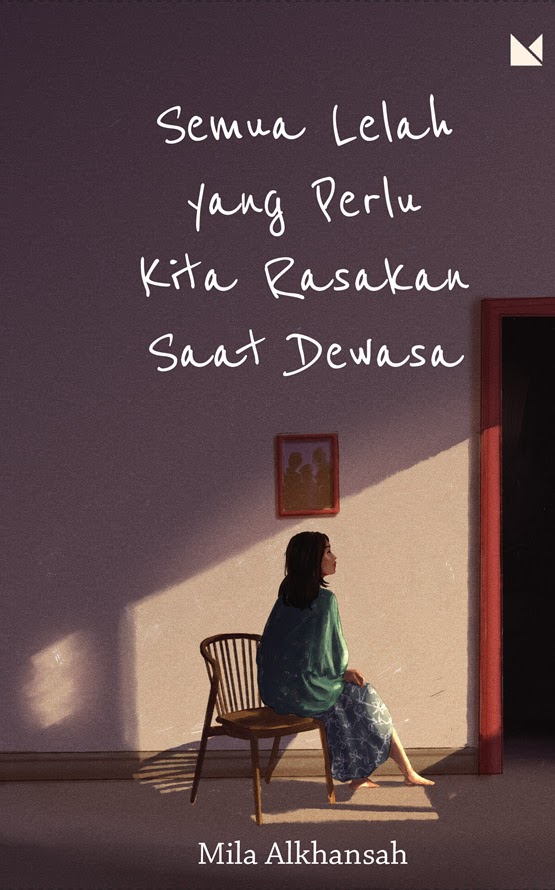 Semua Lelah
yang Perlu
Kita Rasakan
Saat Dewasa
Mila Alkhansah